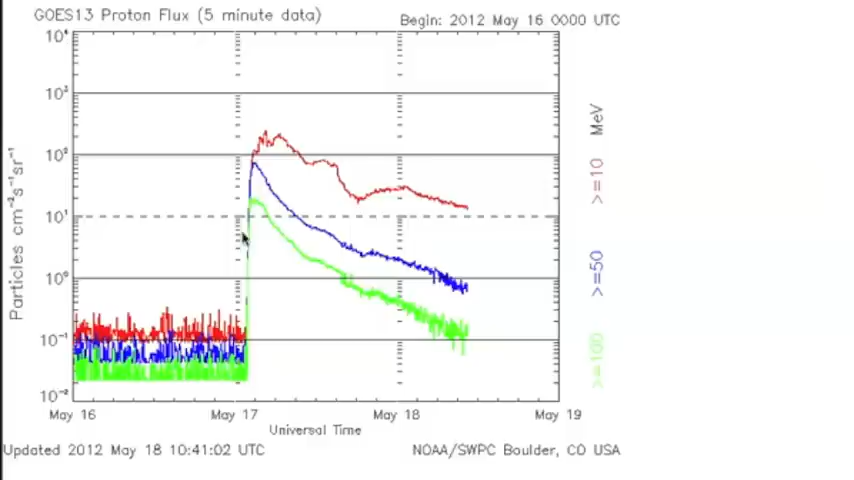 GOES13 Proton Flux (5 minute data)
Begin: 2012 May 16 0000 UTC
10⁴
10³
10²
10¹
10⁰
10⁻¹
10⁻²
Particles cm⁻²s⁻¹sr⁻¹
>=100 >=50 >=10 MeV
May 16 May 17 May 18 May 19
Universal Time
Updated 2012 May 18 10:41:02 UTC
NOAA/SWPC Boulder, CO USA